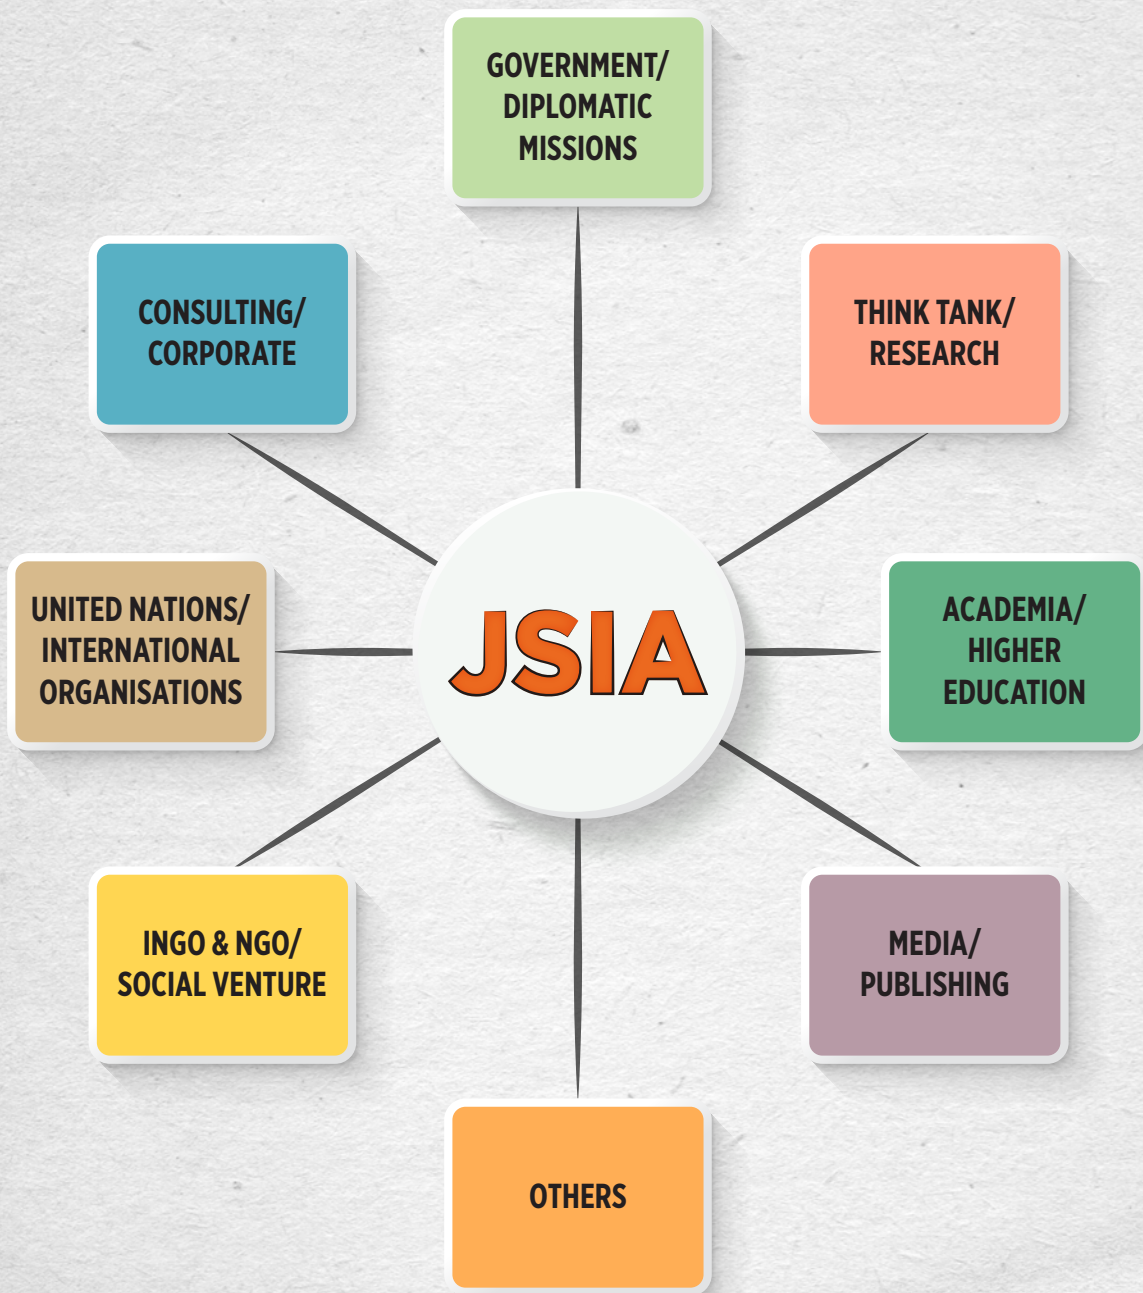 GOVERNMENT/
DIPLOMATIC
MISSIONS
CONSULTING/
CORPORATE
THINK TANK/
RESEARCH
UNITED NATIONS/
INTERNATIONAL
ORGANISATIONS
JSIA
ACADEMIA/
HIGHER
EDUCATION
INGO & NGO/
SOCIAL VENTURE
MEDIA/
PUBLISHING
OTHERS